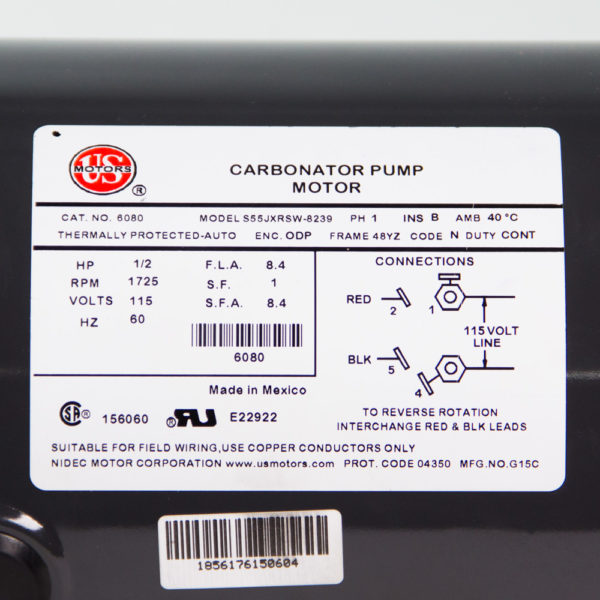 US
MOTORS
®
CARBONATOR PUMP
MOTOR
CAT. NO. 6080 MODEL S55JXRSW-8239 PH 1 INS B AMB 40 °C
THERMALLY PROTECTED-AUTO ENC. ODP FRAME 48YZ CODE N DUTY CONT
HP 1/2 F.L.A. 8.4
RPM 1725 S.F. 1
VOLTS 115 S.F.A. 8.4
HZ 60
6080
CONNECTIONS
RED 2 1
115 VOLT
LINE
BLK 5 4
TO REVERSE ROTATION
INTERCHANGE RED & BLK LEADS
Made in Mexico
SA ® 156060 ®RU E22922
SUITABLE FOR FIELD WIRING,USE COPPER CONDUCTORS ONLY
NIDEC MOTOR CORPORATION www.usmotors.com PROT. CODE 04350 MFG.NO.G15C
1856176150604